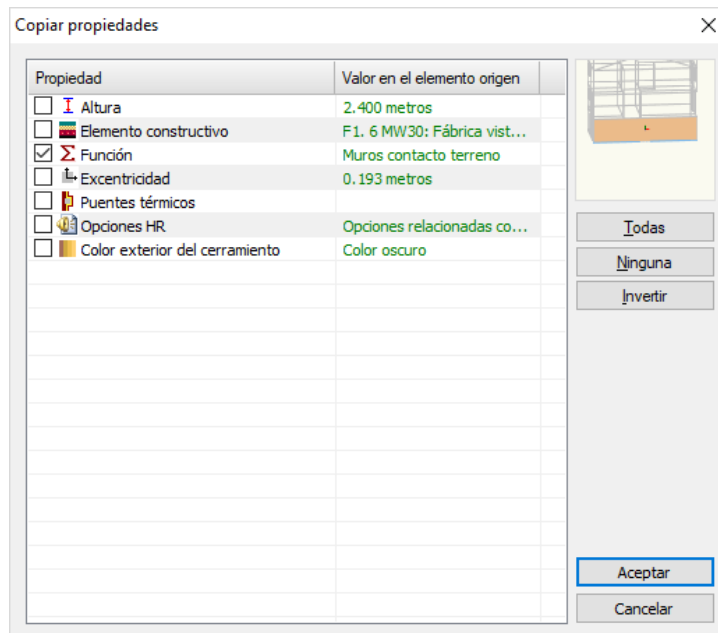 Copiar propiedades
Propiedad Valor en el elemento origen
Altura 2.400 metros
Elemento constructivo F1. 6 MW30: Fábrica vist...
Función Muros contacto terreno
Excentricidad 0.193 metros
Puentes térmicos
Opciones HR Opciones relacionadas co...
Color exterior del cerramiento Color oscuro
Todas
Ninguna
Invertir
Aceptar
Cancelar